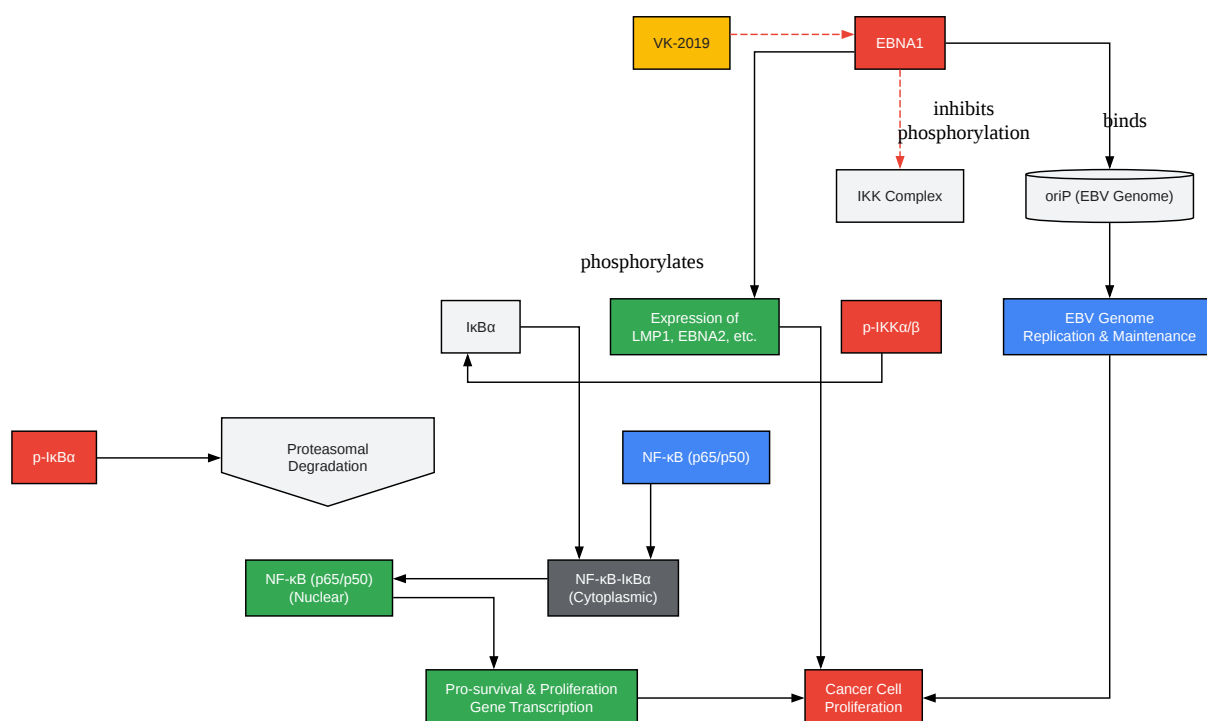 VK-2019
EBNA1
inhibits
phosphorylation
binds
IKK Complex
oriP (EBV Genome)
phosphorylates
IκBα
Expression of
LMP1, EBNA2, etc.
p-IKKα/β
EBV Genome
Replication & Maintenance
p-IκBα
Proteasomal
Degradation
NF-κB (p65/p50)
NF-κB (p65/p50)
(Nuclear)
NF-κB-IκBα
(Cytoplasmic)
Pro-survival & Proliferation
Gene Transcription
Cancer Cell
Proliferation